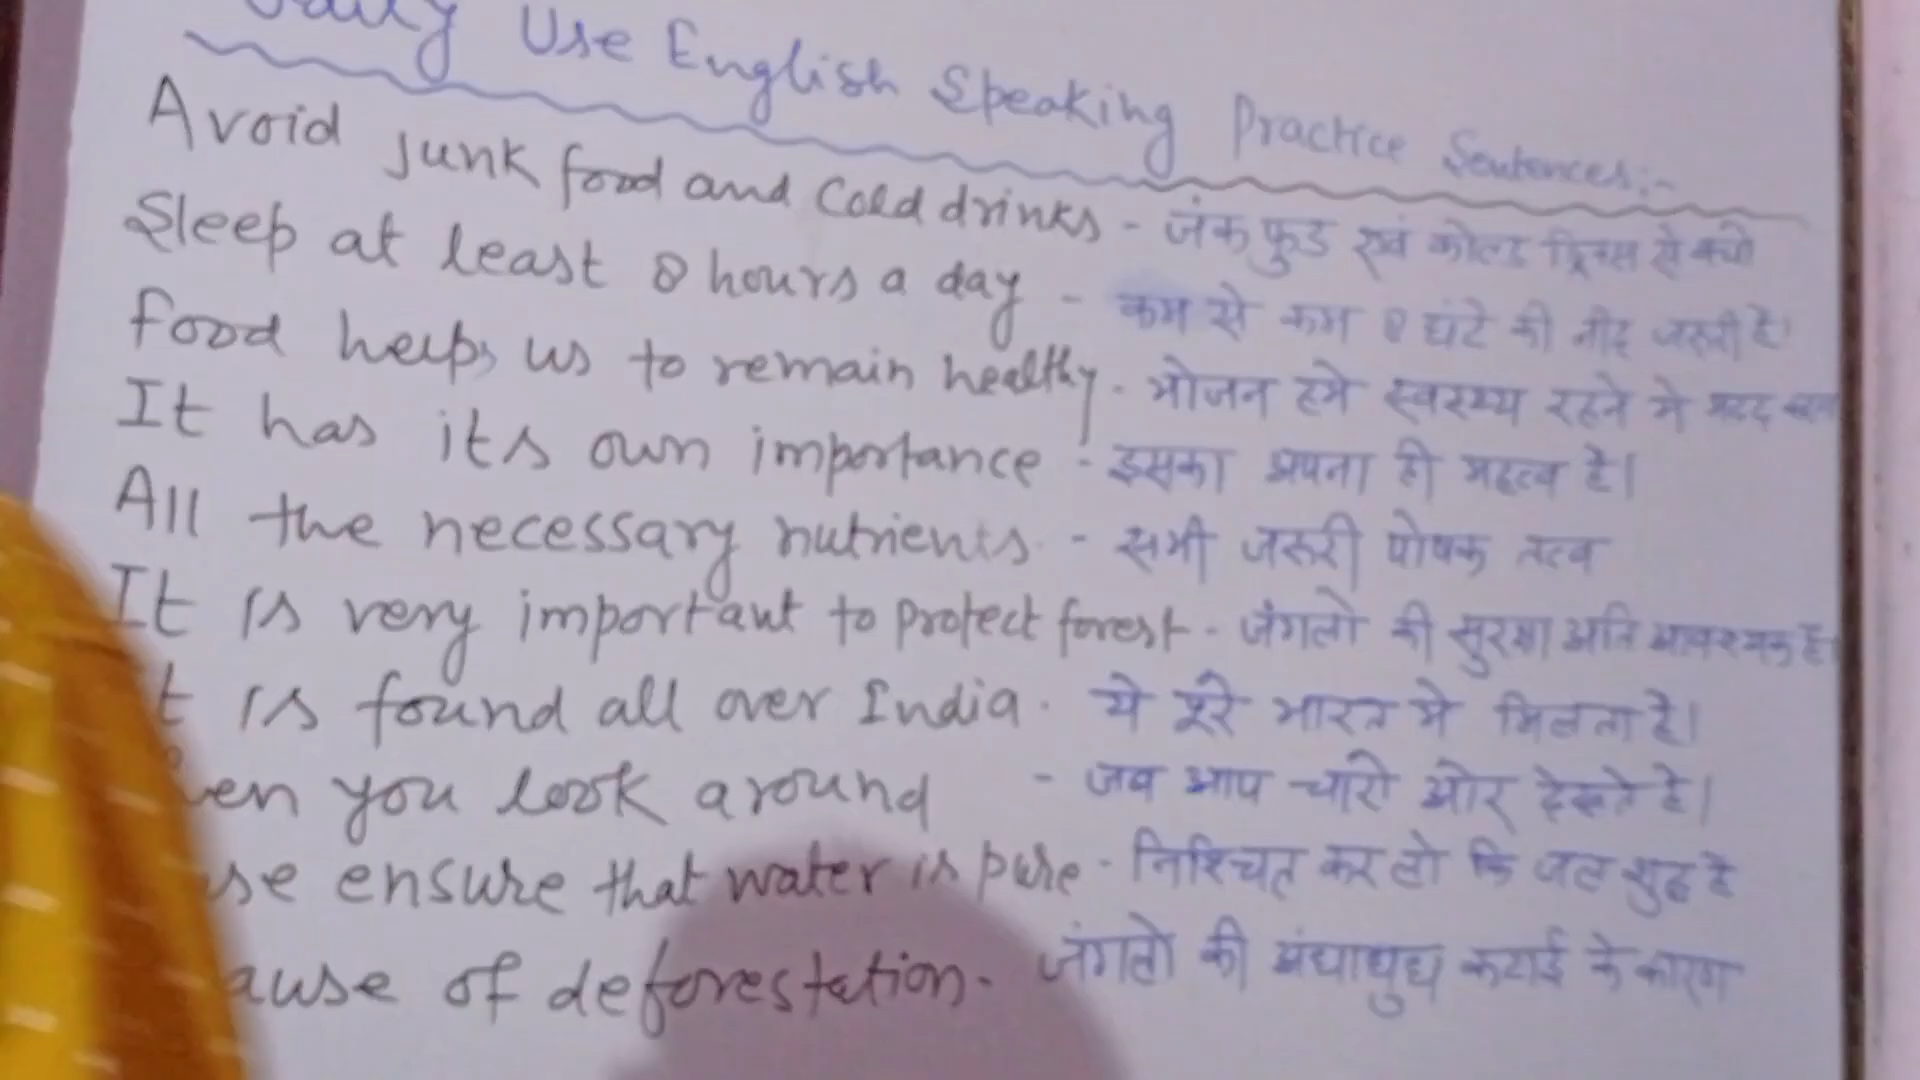 Daily Use English Speaking Practice Sentences:-
Avoid junk food and Cold drinks - जंक फुड एवं कोल्ड ड्रिंक्स से बचो
Sleep at least 8 hours a day - कम से कम 8 घंटे की नींद जरूरी है
food helps us to remain healthy - भोजन हमे स्वस्थ्य रहने मे मदद
It has its own importance - इसका अपना ही महत्व है।
All the necessary nutrients - सभी जरूरी पोषक तत्व
It is very important to protect forest - जंगलो की सुरक्षा अति आवश्यक है।
t is found all over India. ये पूरे भारत मे मिलता है।
en you look around - जब आप चारो ओर देखते है।
se ensure that water is pure - निश्चित कर लो कि जल शुद्ध है
ause of deforestation. जंगलो की अंधाधुंध कटाई के कारण